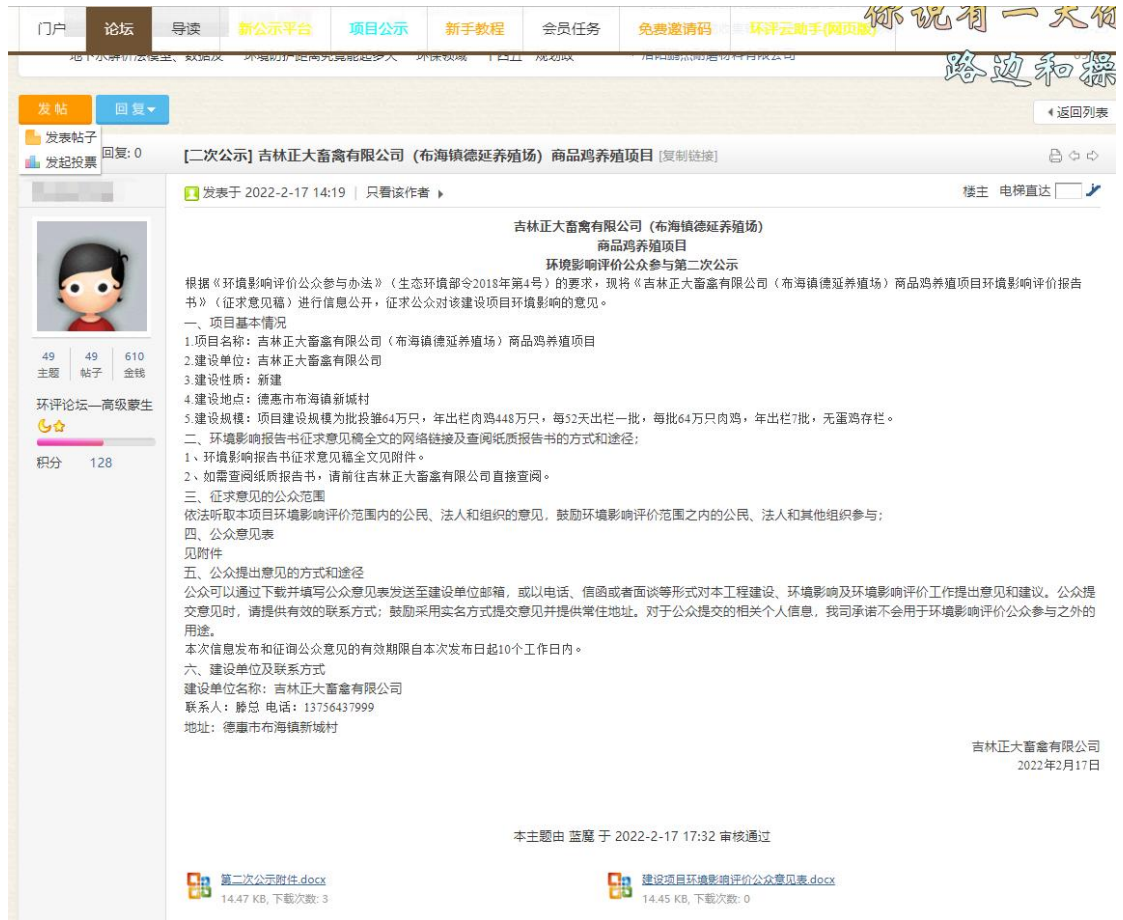 门户 论坛 导读 新公示平台 项目公示 新手教程 会员任务 免费邀请码 环评云助手(网页版)
你说有一天你
路边和操
发帖 回复 返回列表
发表帖子
发起投票
回复: 0
[二次公示] 吉林正大畜禽有限公司（布海镇德延养殖场）商品鸡养殖项目 [复制链接]
发表于 2022-2-17 14:19 | 只看该作者
楼主 电梯直达
49 49 610
主题 帖子 金钱
环评论坛—高级蒙生
积分 128
吉林正大畜禽有限公司（布海镇德延养殖场）
商品鸡养殖项目
环境影响评价公众参与第二次公示
根据《环境影响评价公众参与办法》（生态环境部令2018年第4号）的要求，现将《吉林正大畜禽有限公司（布海镇德延养殖场）商品鸡养殖项目环境影响评价报告
书》（征求意见稿）进行信息公开，征求公众对该建设项目环境影响的意见。
一、项目基本情况
1.项目名称：吉林正大畜禽有限公司（布海镇德延养殖场）商品鸡养殖项目
2.建设单位：吉林正大畜禽有限公司
3.建设性质：新建
4.建设地点：德惠市布海镇新城村
5.建设规模：项目建设规模为批投雏64万只，年出栏肉鸡448万只，每52天出栏一批，每批64万只肉鸡，年出栏7批，无蛋鸡存栏。
二、环境影响报告书征求意见稿全文的网络链接及查阅纸质报告书的方式和途径；
1、环境影响报告书征求意见稿全文见附件。
2、如需查阅纸质报告书，请前往吉林正大畜禽有限公司直接查阅。
三、征求意见的公众范围
依法听取本项目环境影响评价范围内的公民、法人和组织的意见，鼓励环境影响评价范围之内的公民、法人和其他组织参与；
四、公众意见表
见附件
五、公众提出意见的方式和途径
公众可以通过下载并填写公众意见表发送至建设单位邮箱，或以电话、信函或者面谈等形式对本工程建设、环境影响及环境影响评价工作提出意见和建议。公众提
交意见时，请提供有效的联系方式；鼓励采用实名方式提交意见并提供常住地址。对于公众提交的相关个人信息，我司承诺不会用于环境影响评价公众参与之外的
用途。
本次信息发布和征询公众意见的有效期限自本次发布日起10个工作日内。
六、建设单位及联系方式
建设单位名称：吉林正大畜禽有限公司
联系人：滕总 电话：13756437999
地址：德惠市布海镇新城村
吉林正大畜禽有限公司
2022年2月17日
本主题由 蓝魔 于 2022-2-17 17:32 审核通过
第二次公示附件.docx
14.47 KB, 下载次数: 3
建设项目环境影响评价公众意见表.docx
14.45 KB, 下载次数: 0